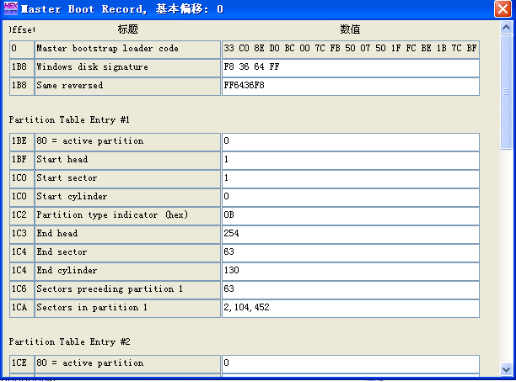 Master Boot Record, 基本偏移: 0
Offset 标题 数值
0 Master bootstrap loader code 33 C0 8E D0 BC 00 7C FB 50 07 50 1F FC BE 1B 7C BF
1B8 Windows disk signature F8 36 64 FF
1B8 Same reversed FF6436F8
Partition Table Entry #1
1BE 80 = active partition 0
1BF Start head 1
1C0 Start sector 1
1C0 Start cylinder 0
1C2 Partition type indicator (hex) 0B
1C3 End head 254
1C4 End sector 63
1C4 End cylinder 130
1C6 Sectors preceding partition 1 63
1CA Sectors in partition 1 2,104,452
Partition Table Entry #2
1CE 80 = active partition 0